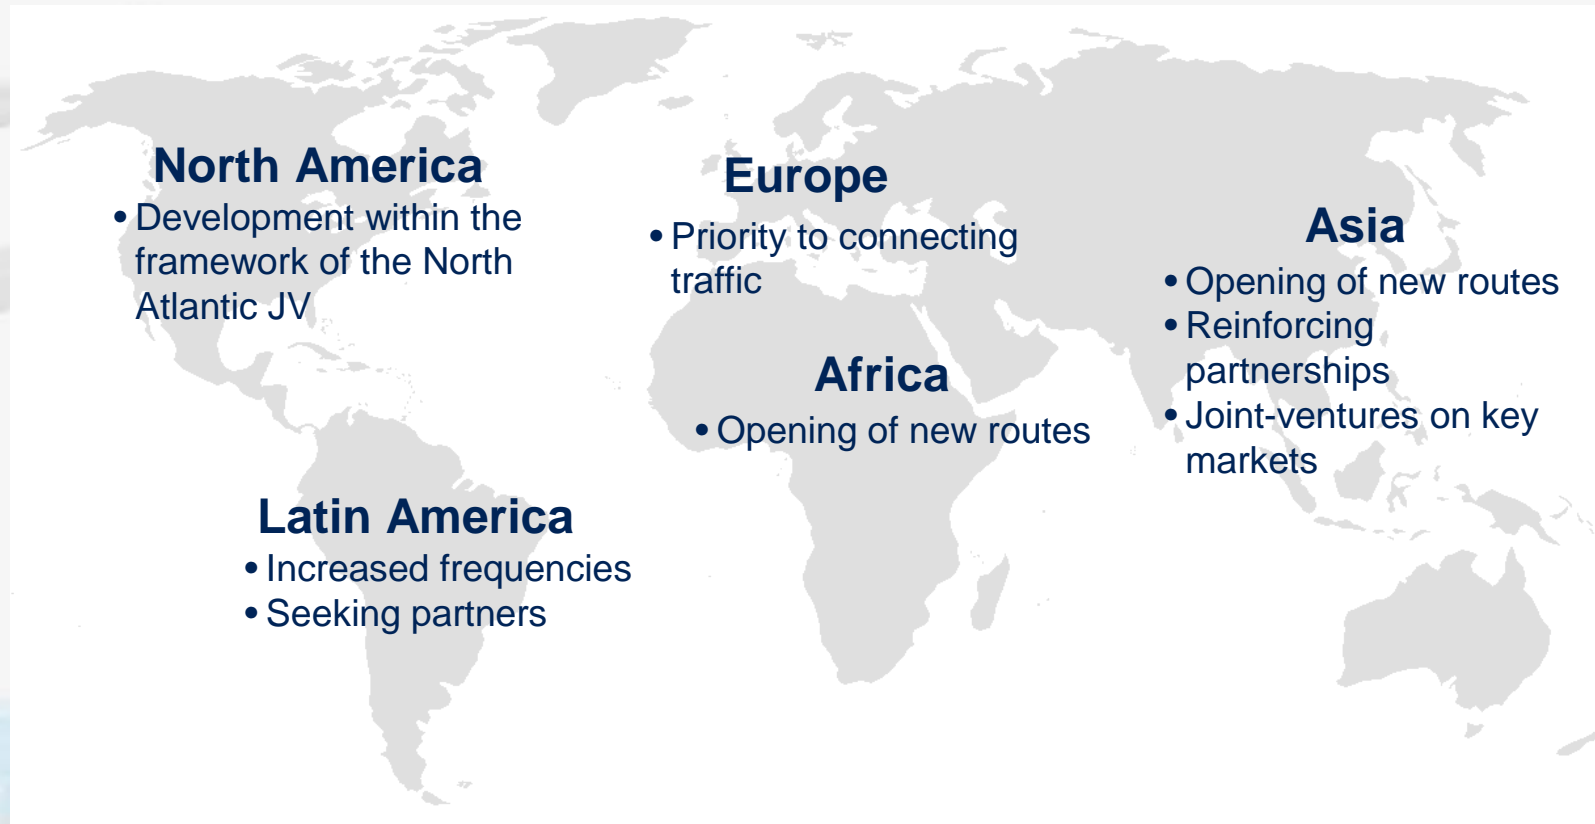 North America
• Development within the
framework of the North
Atlantic JV
Europe
• Priority to connecting
traffic
Asia
• Opening of new routes
• Reinforcing
partnerships
• Joint-ventures on key
markets
Africa
• Opening of new routes
Latin America
• Increased frequencies
• Seeking partners